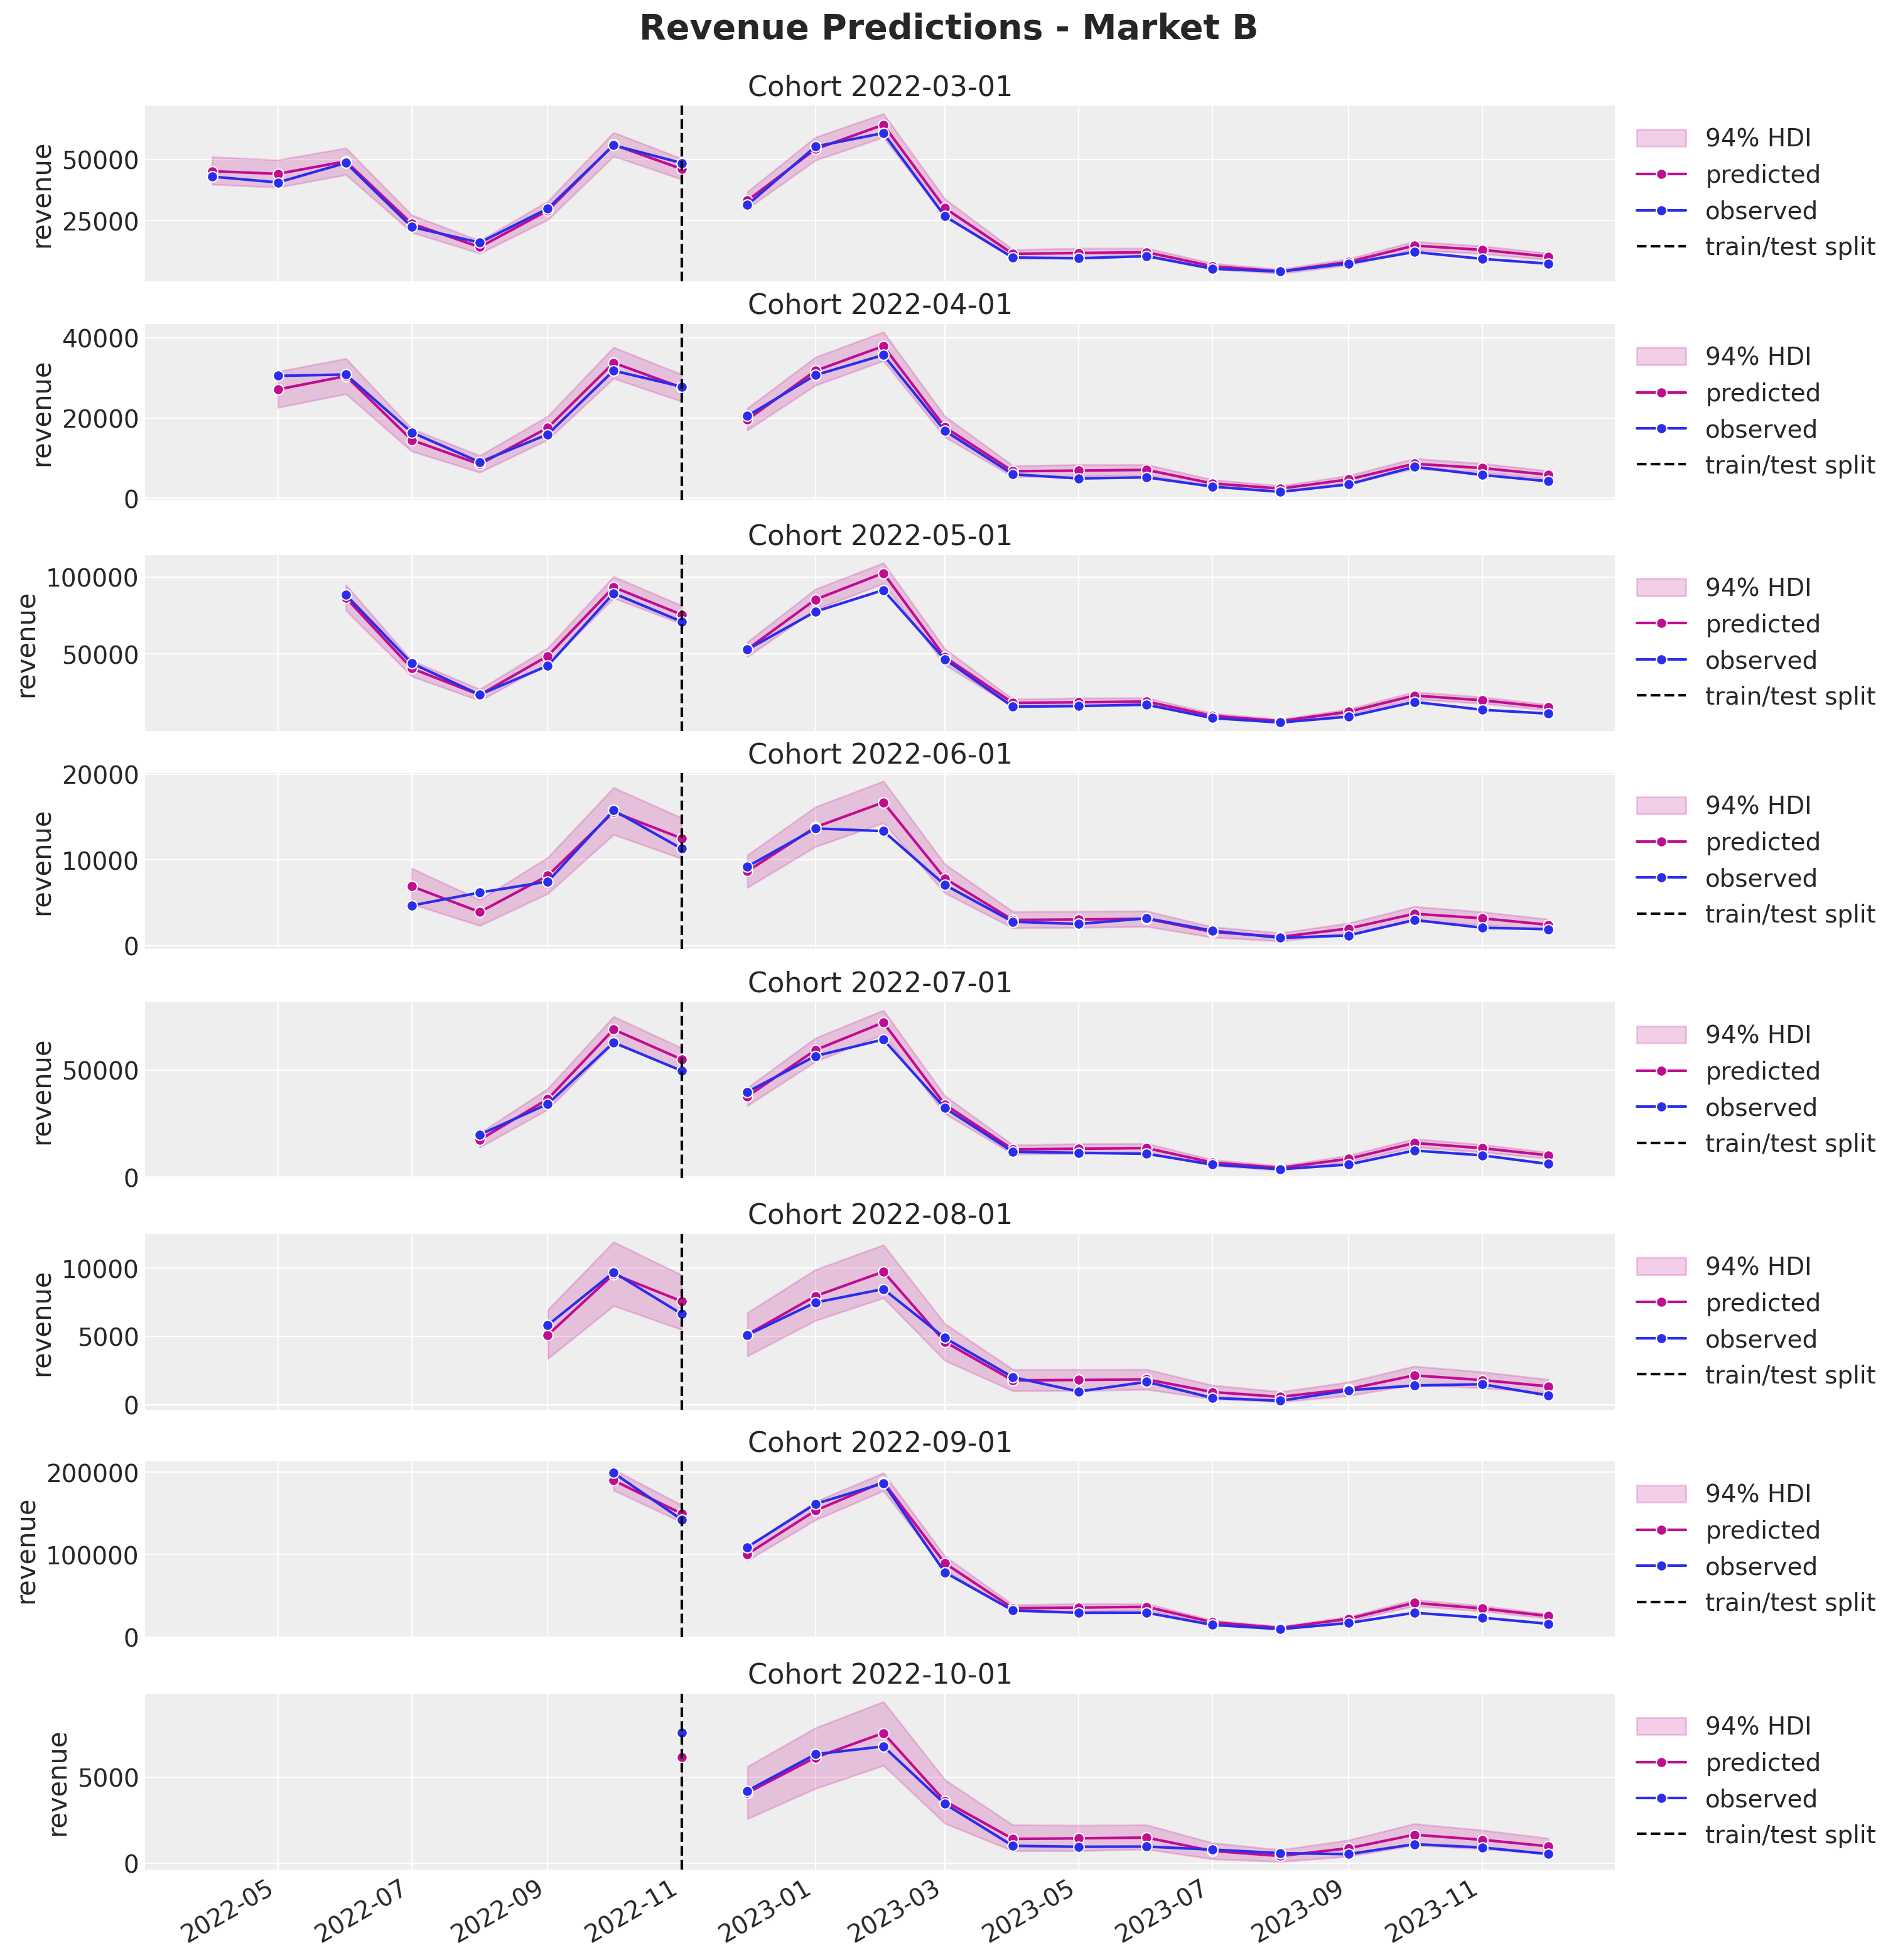 Revenue Predictions - Market B
Cohort 2022-03-01
revenue
50000
25000
94% HDI
predicted
observed
train/test split
Cohort 2022-04-01
revenue
40000
20000
0
94% HDI
predicted
observed
train/test split
Cohort 2022-05-01
revenue
100000
50000
94% HDI
predicted
observed
train/test split
Cohort 2022-06-01
revenue
20000
10000
0
94% HDI
predicted
observed
train/test split
Cohort 2022-07-01
revenue
50000
0
94% HDI
predicted
observed
train/test split
Cohort 2022-08-01
revenue
10000
5000
0
94% HDI
predicted
observed
train/test split
Cohort 2022-09-01
revenue
200000
100000
0
94% HDI
predicted
observed
train/test split
Cohort 2022-10-01
revenue
5000
0
94% HDI
predicted
observed
train/test split
2022-05
2022-07
2022-09
2022-11
2023-01
2023-03
2023-05
2023-07
2023-09
2023-11